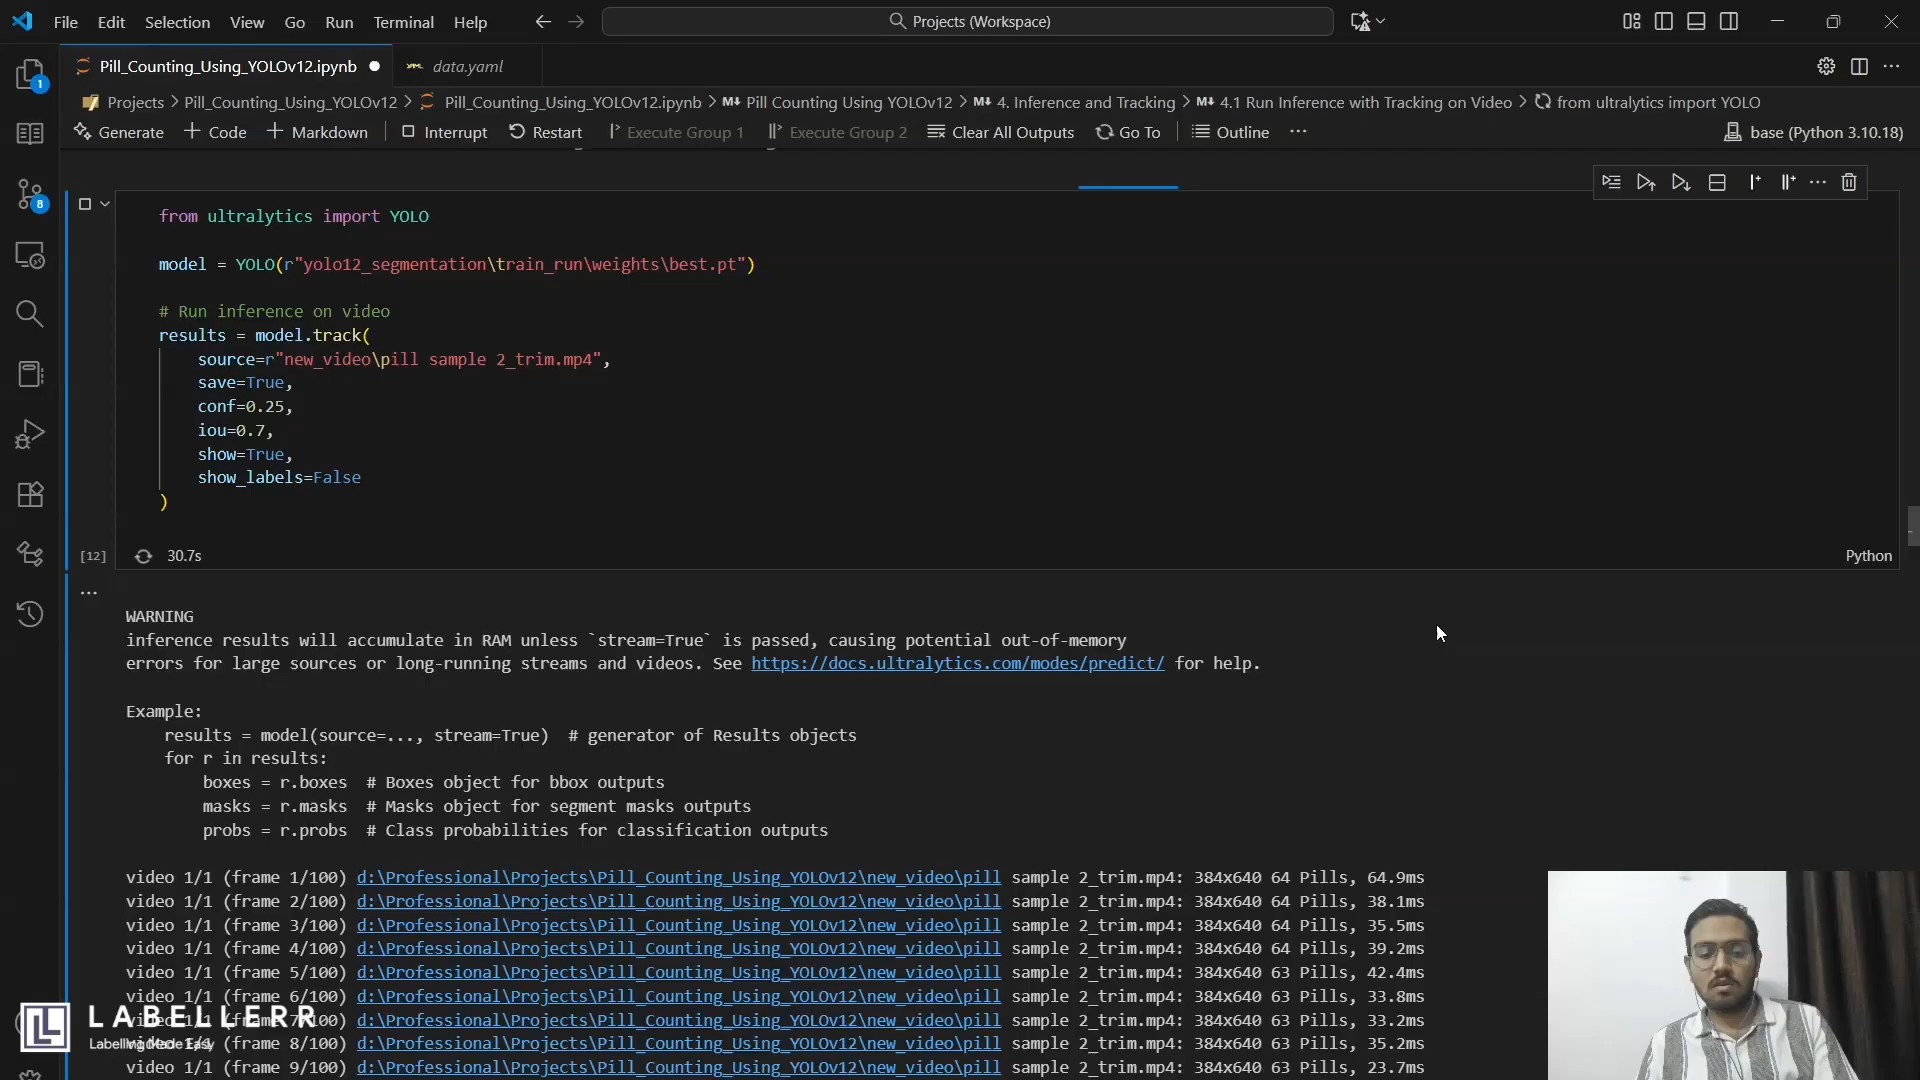 File Edit Selection View Go Run Terminal Help
Projects (Workspace)
Pill_Counting_Using_YOLOv12.ipynb
data.yaml
Projects > Pill_Counting_Using_YOLOv12 > Pill_Counting_Using_YOLOv12.ipynb > M↓ Pill Counting Using YOLOv12 > M↓ 4. Inference and Tracking > M↓ 4.1 Run Inference with Tracking on Video > from ultralytics import YOLO
Generate + Code + Markdown Interrupt Restart Execute Group 1 Execute Group 2 Clear All Outputs Go To Outline ... base (Python 3.10.18)
1
8
from ultralytics import YOLO
model = YOLO(r"yolo12_segmentation\train_run\weights\best.pt")
# Run inference on video
results = model.track(
source=r"new_video\pill sample 2_trim.mp4",
save=True,
conf=0.25,
iou=0.7,
show=True,
show_labels=False
)
[12] 30.7s Python
WARNING
inference results will accumulate in RAM unless `stream=True` is passed, causing potential out-of-memory
errors for large sources or long-running streams and videos. See https://docs.ultralytics.com/modes/predict/ for help.
Example:
results = model(source=..., stream=True) # generator of Results objects
for r in results:
boxes = r.boxes # Boxes object for bbox outputs
masks = r.masks # Masks object for segment masks outputs
probs = r.probs # Class probabilities for classification outputs
video 1/1 (frame 1/100) d:\Professional\Projects\Pill_Counting_Using_YOLOv12\new_video\pill sample 2_trim.mp4: 384x640 64 Pills, 64.9ms
video 1/1 (frame 2/100) d:\Professional\Projects\Pill_Counting_Using_YOLOv12\new_video\pill sample 2_trim.mp4: 384x640 64 Pills, 38.1ms
video 1/1 (frame 3/100) d:\Professional\Projects\Pill_Counting_Using_YOLOv12\new_video\pill sample 2_trim.mp4: 384x640 64 Pills, 35.5ms
video 1/1 (frame 4/100) d:\Professional\Projects\Pill_Counting_Using_YOLOv12\new_video\pill sample 2_trim.mp4: 384x640 64 Pills, 39.2ms
video 1/1 (frame 5/100) d:\Professional\Projects\Pill_Counting_Using_YOLOv12\new_video\pill sample 2_trim.mp4: 384x640 63 Pills, 42.4ms
video 1/1 (frame 6/100) d:\Professional\Projects\Pill_Counting_Using_YOLOv12\new_video\pill sample 2_trim.mp4: 384x640 63 Pills, 33.8ms
video 1/1 (frame 7/100) d:\Professional\Projects\Pill_Counting_Using_YOLOv12\new_video\pill sample 2_trim.mp4: 384x640 63 Pills, 33.2ms
video 1/1 (frame 8/100) d:\Professional\Projects\Pill_Counting_Using_YOLOv12\new_video\pill sample 2_trim.mp4: 384x640 63 Pills, 35.2ms
video 1/1 (frame 9/100) d:\Professional\Projects\Pill_Counting_Using_YOLOv12\new_video\pill sample 2_trim.mp4: 384x640 63 Pills, 23.7ms
LABELLERR
Labelling Made Easy